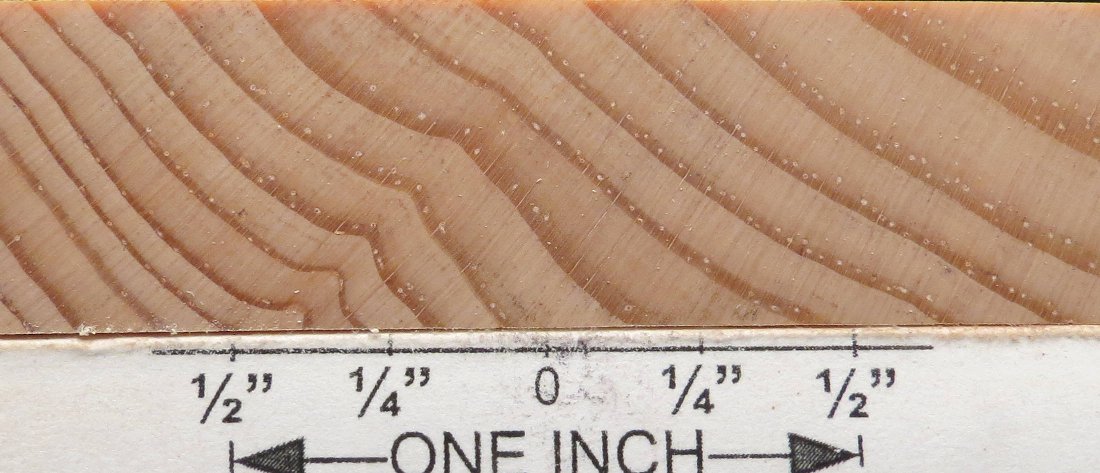 ½” ¼” 0 ¼” ½”
ONE INCH